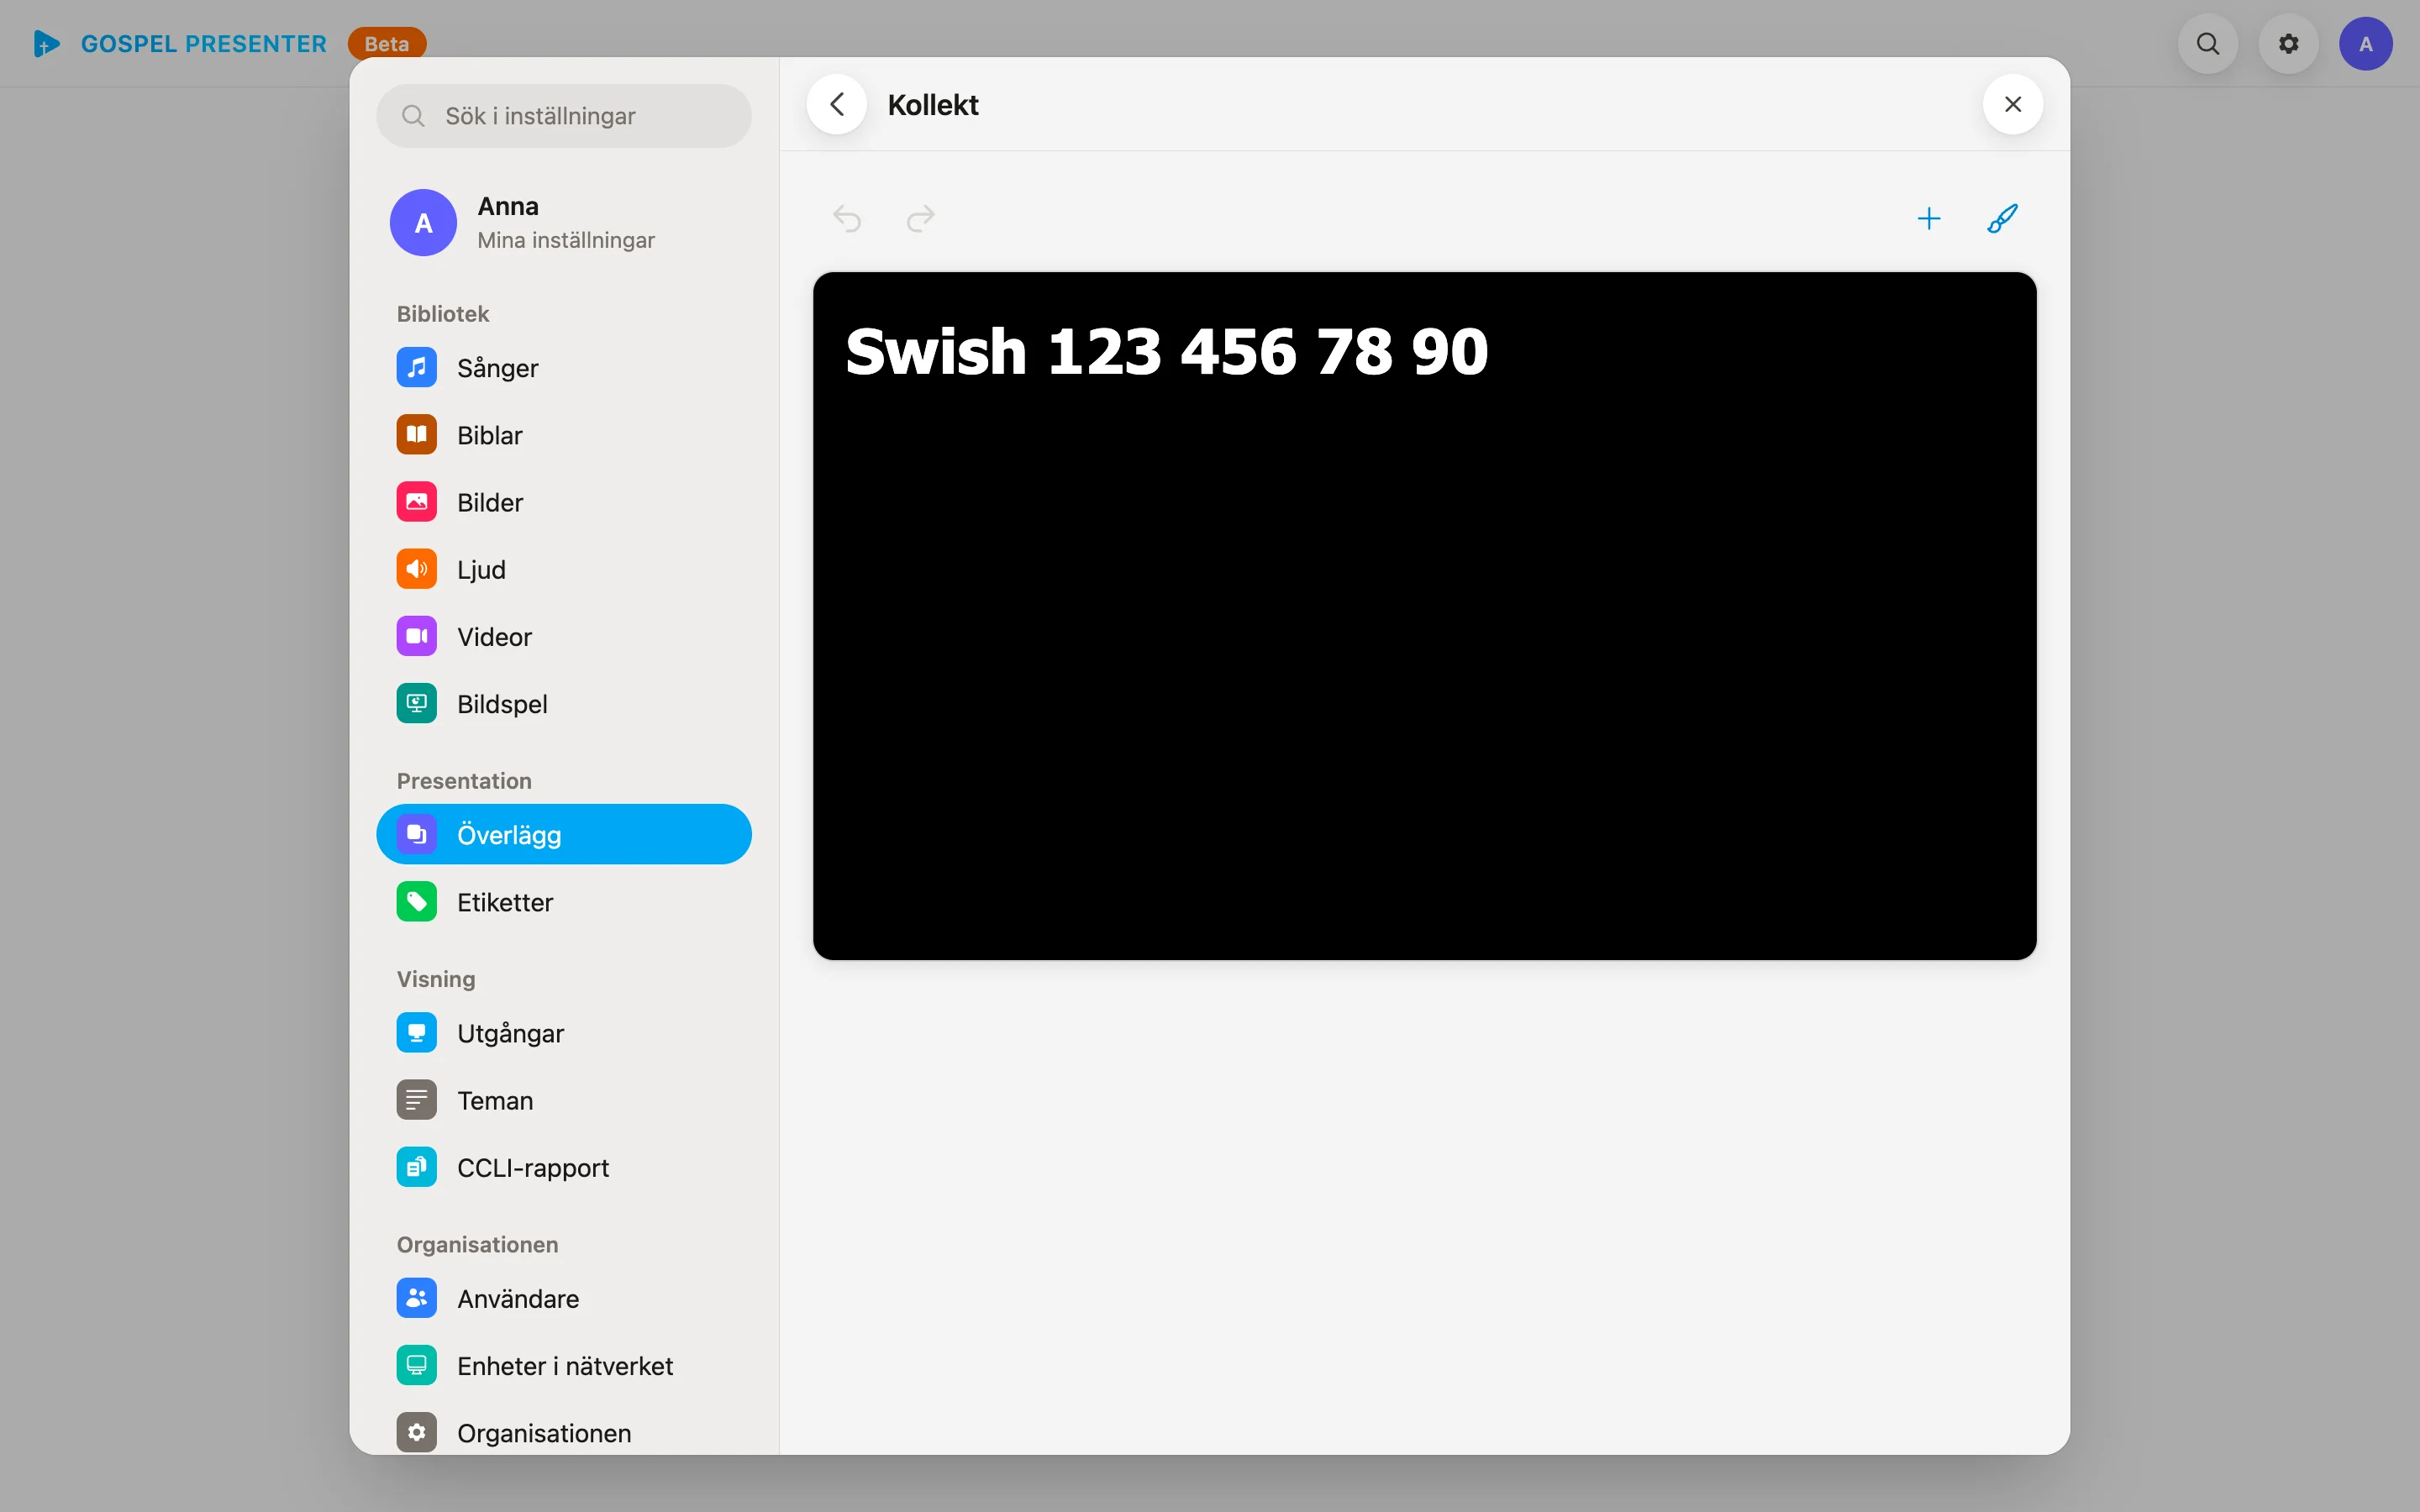 GOSPEL PRESENTER
Beta
A
Sök i inställningar
A
Anna
Mina inställningar
Bibliotek
Sånger
Biblar
Bilder
Ljud
Videor
Bildspel
Presentation
Överlägg
Etiketter
Visning
Utgångar
Teman
CCLI-rapport
Organisationen
Användare
Enheter i nätverket
Organisationen
Kollekt
Swish 123 456 78 90